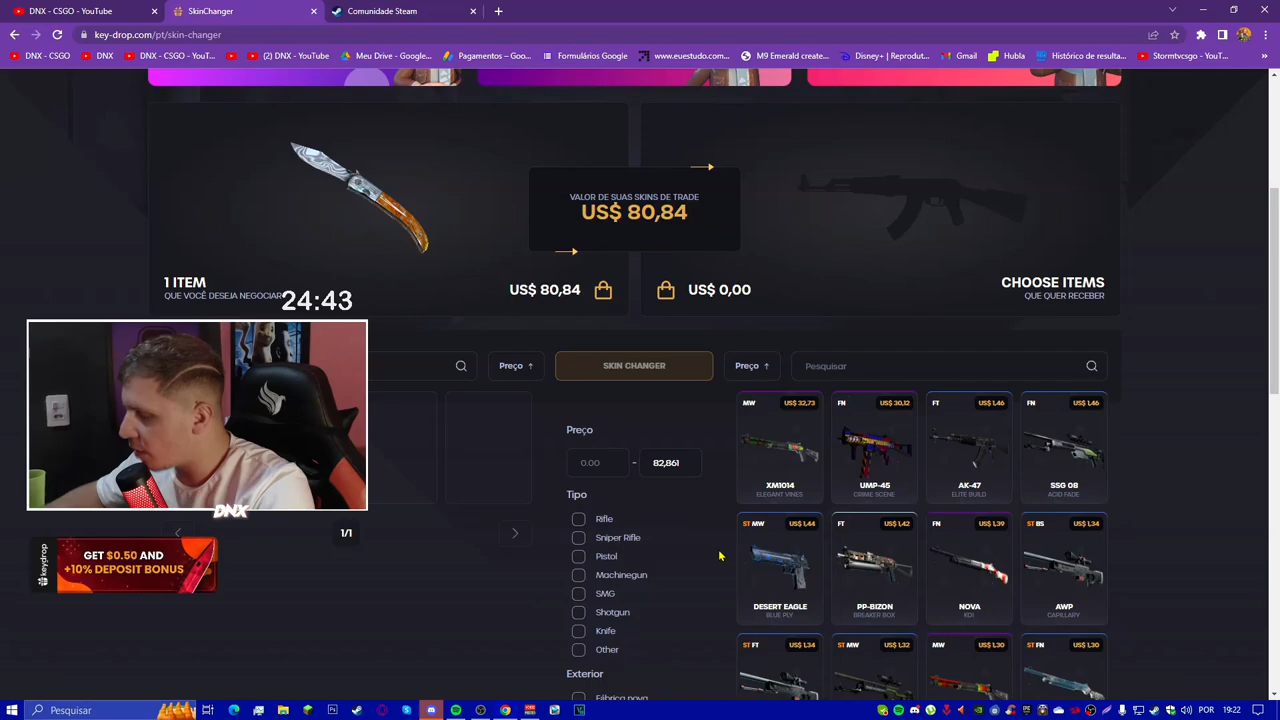 DNX - CSGO - YouTube
Skin Changer
Comunidade Steam
key-drop.com/pt/skin-changer
DNX - CSGO
DNX - CSGO - YouT...
(2) DNX - YouTube
Meu Drive - Google...
Pagamentos – Goo...
Formulários Google
www.euestudo.com...
M9 Emerald create...
Disney+ | Reprodut...
Gmail
Hubla
Histórico de resulta...
Stormtvcsgo - YouT...
VALOR DE SUAS SKINS DE TRADE
US$ 80,84
1 ITEM
QUE VOCÊ DESEJA NEGOCIAR
24:43
US$ 80,84
US$ 0,00
CHOOSE ITEMS
QUE QUER RECEBER
Preço
SKIN CHANGER
Preço
Pesquisar
Preço
0.00 - 82,861
Tipo
Rifle
Sniper Rifle
Pistol
Machinegun
SMG
Shotgun
Knife
Other
Exterior
Fábrica nova
MW US$ 32,73
XM1014
ELEGANT VINES
FN US$ 30,12
UMP-45
CRIME SCENE
FT US$ 1,46
AK-47
ELITE BUILD
FN US$ 1,46
SSG 08
ACID FADE
ST MW US$ 1,44
DESERT EAGLE
BLUE PLY
FT US$ 1,42
PP-BIZON
BREAKER BOX
FN US$ 1,39
NOVA
KOI
ST BS US$ 1,34
AWP
CAPILLARY
ST FT US$ 1,34
ST MW US$ 1,32
MW US$ 1,30
ST FN US$ 1,30
1/1
DNX
keydrop
GET $0.50 AND
+10% DEPOSIT BONUS
Pesquisar
POR
19:22